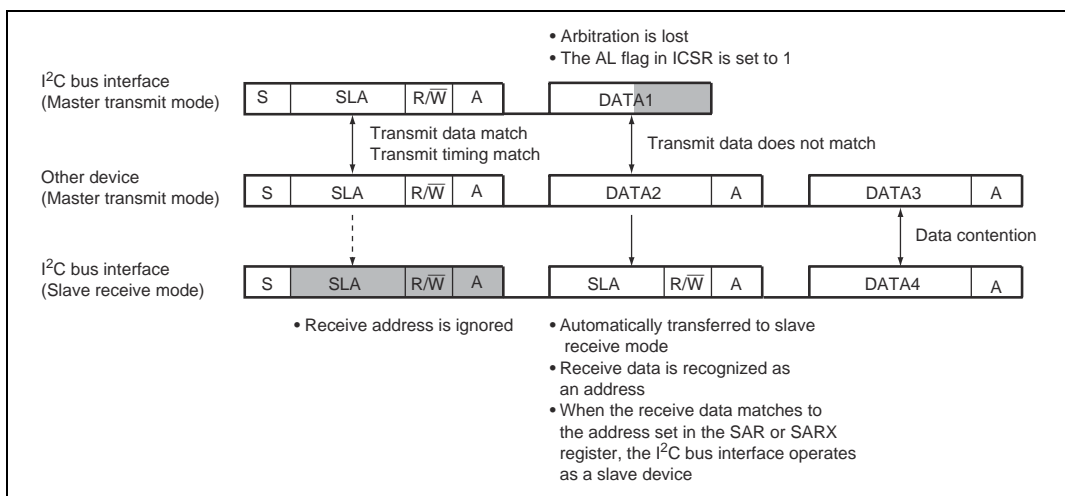 • Arbitration is lost
• The AL flag in ICSR is set to 1
I²C bus interface
(Master transmit mode)
S SLA R/W̅ A DATA1
Transmit data match
Transmit timing match
Transmit data does not match
Other device
(Master transmit mode)
S SLA R/W̅ A DATA2 A DATA3 A
Data contention
I²C bus interface
(Slave receive mode)
S SLA R/W̅ A SLA R/W̅ A DATA4 A
• Receive address is ignored
• Automatically transferred to slave
receive mode
• Receive data is recognized as
an address
• When the receive data matches to
the address set in the SAR or SARX
register, the I²C bus interface operates
as a slave device